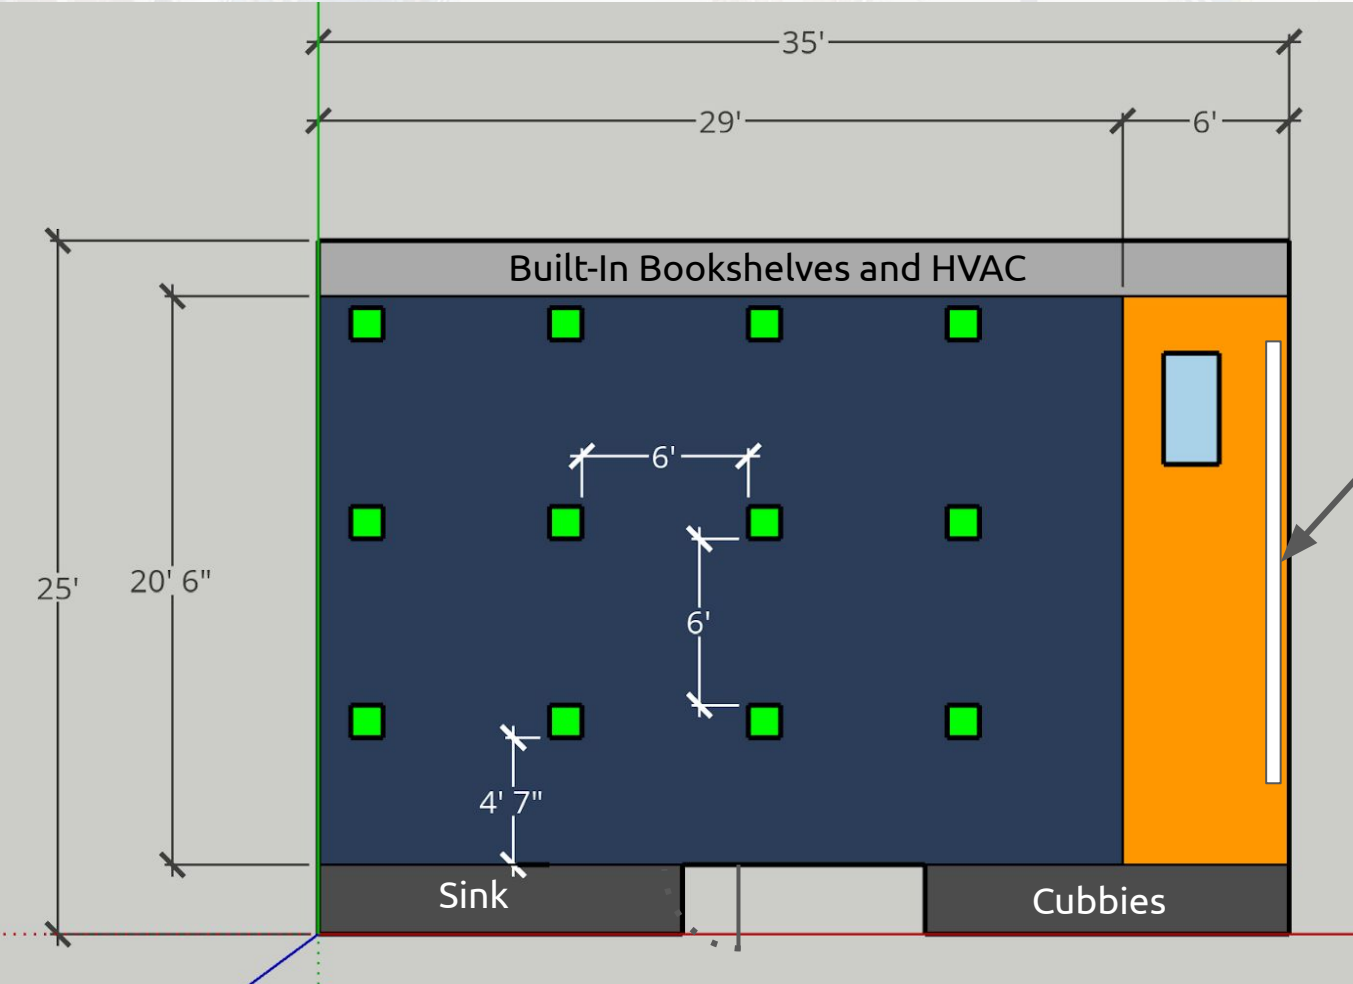 35'
29'
6'
Built-In Bookshelves and HVAC
6'
25'
20' 6"
6'
4' 7"
Sink
Cubbies